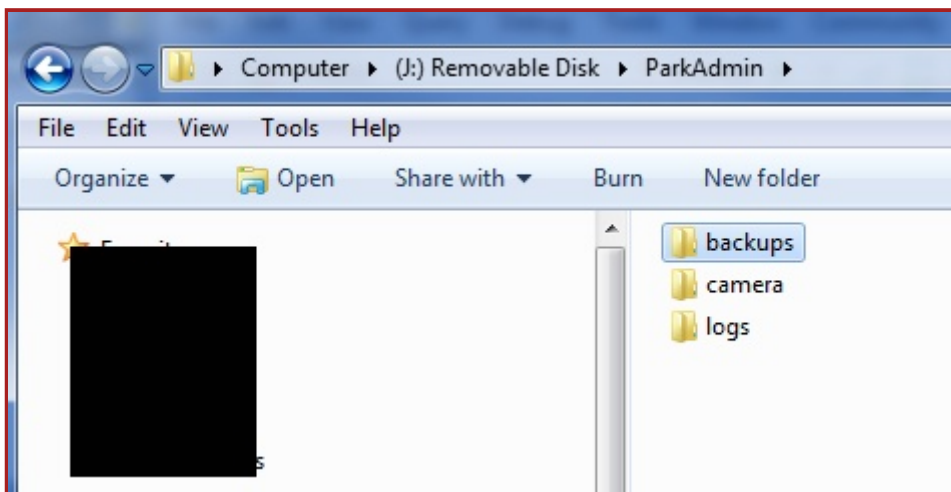 Computer ▸ (J:) Removable Disk ▸ ParkAdmin ▸
File Edit View Tools Help
Organize ▾ Open Share with ▾ Burn New folder
backups
camera
logs